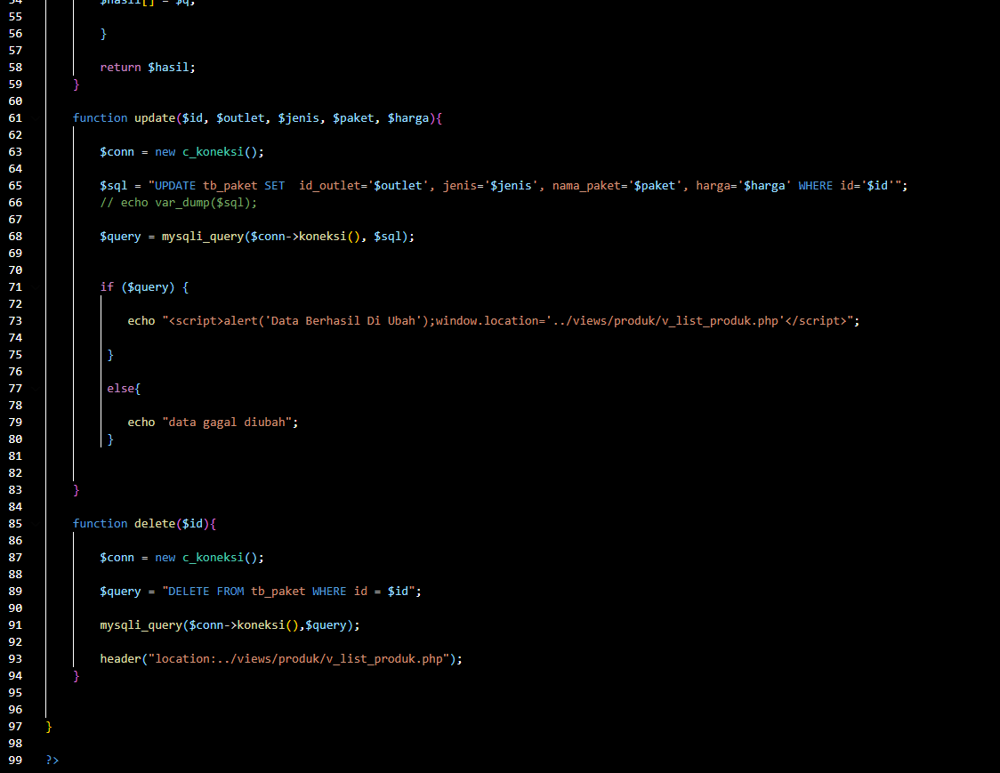 54 $hasil[] = $q;
55
56 }
57
58 return $hasil;
59 }
60
61 function update($id, $outlet, $jenis, $paket, $harga){
62
63 $conn = new c_koneksi();
64
65 $sql = "UPDATE tb_paket SET  id_outlet='$outlet', jenis='$jenis', nama_paket='$paket', harga='$harga' WHERE id='$id'";
66 // echo var_dump($sql);
67
68 $query = mysqli_query($conn->koneksi(), $sql);
69
70
71 if ($query) {
72
73 echo "<script>alert('Data Berhasil Di Ubah');window.location='../views/produk/v_list_produk.php'</script>";
74
75 }
76
77 else{
78
79 echo "data gagal diubah";
80 }
81
82
83 }
84
85 function delete($id){
86
87 $conn = new c_koneksi();
88
89 $query = "DELETE FROM tb_paket WHERE id = $id";
90
91 mysqli_query($conn->koneksi(),$query);
92
93 header("location:../views/produk/v_list_produk.php");
94 }
95
96
97 }
98
99 ?>